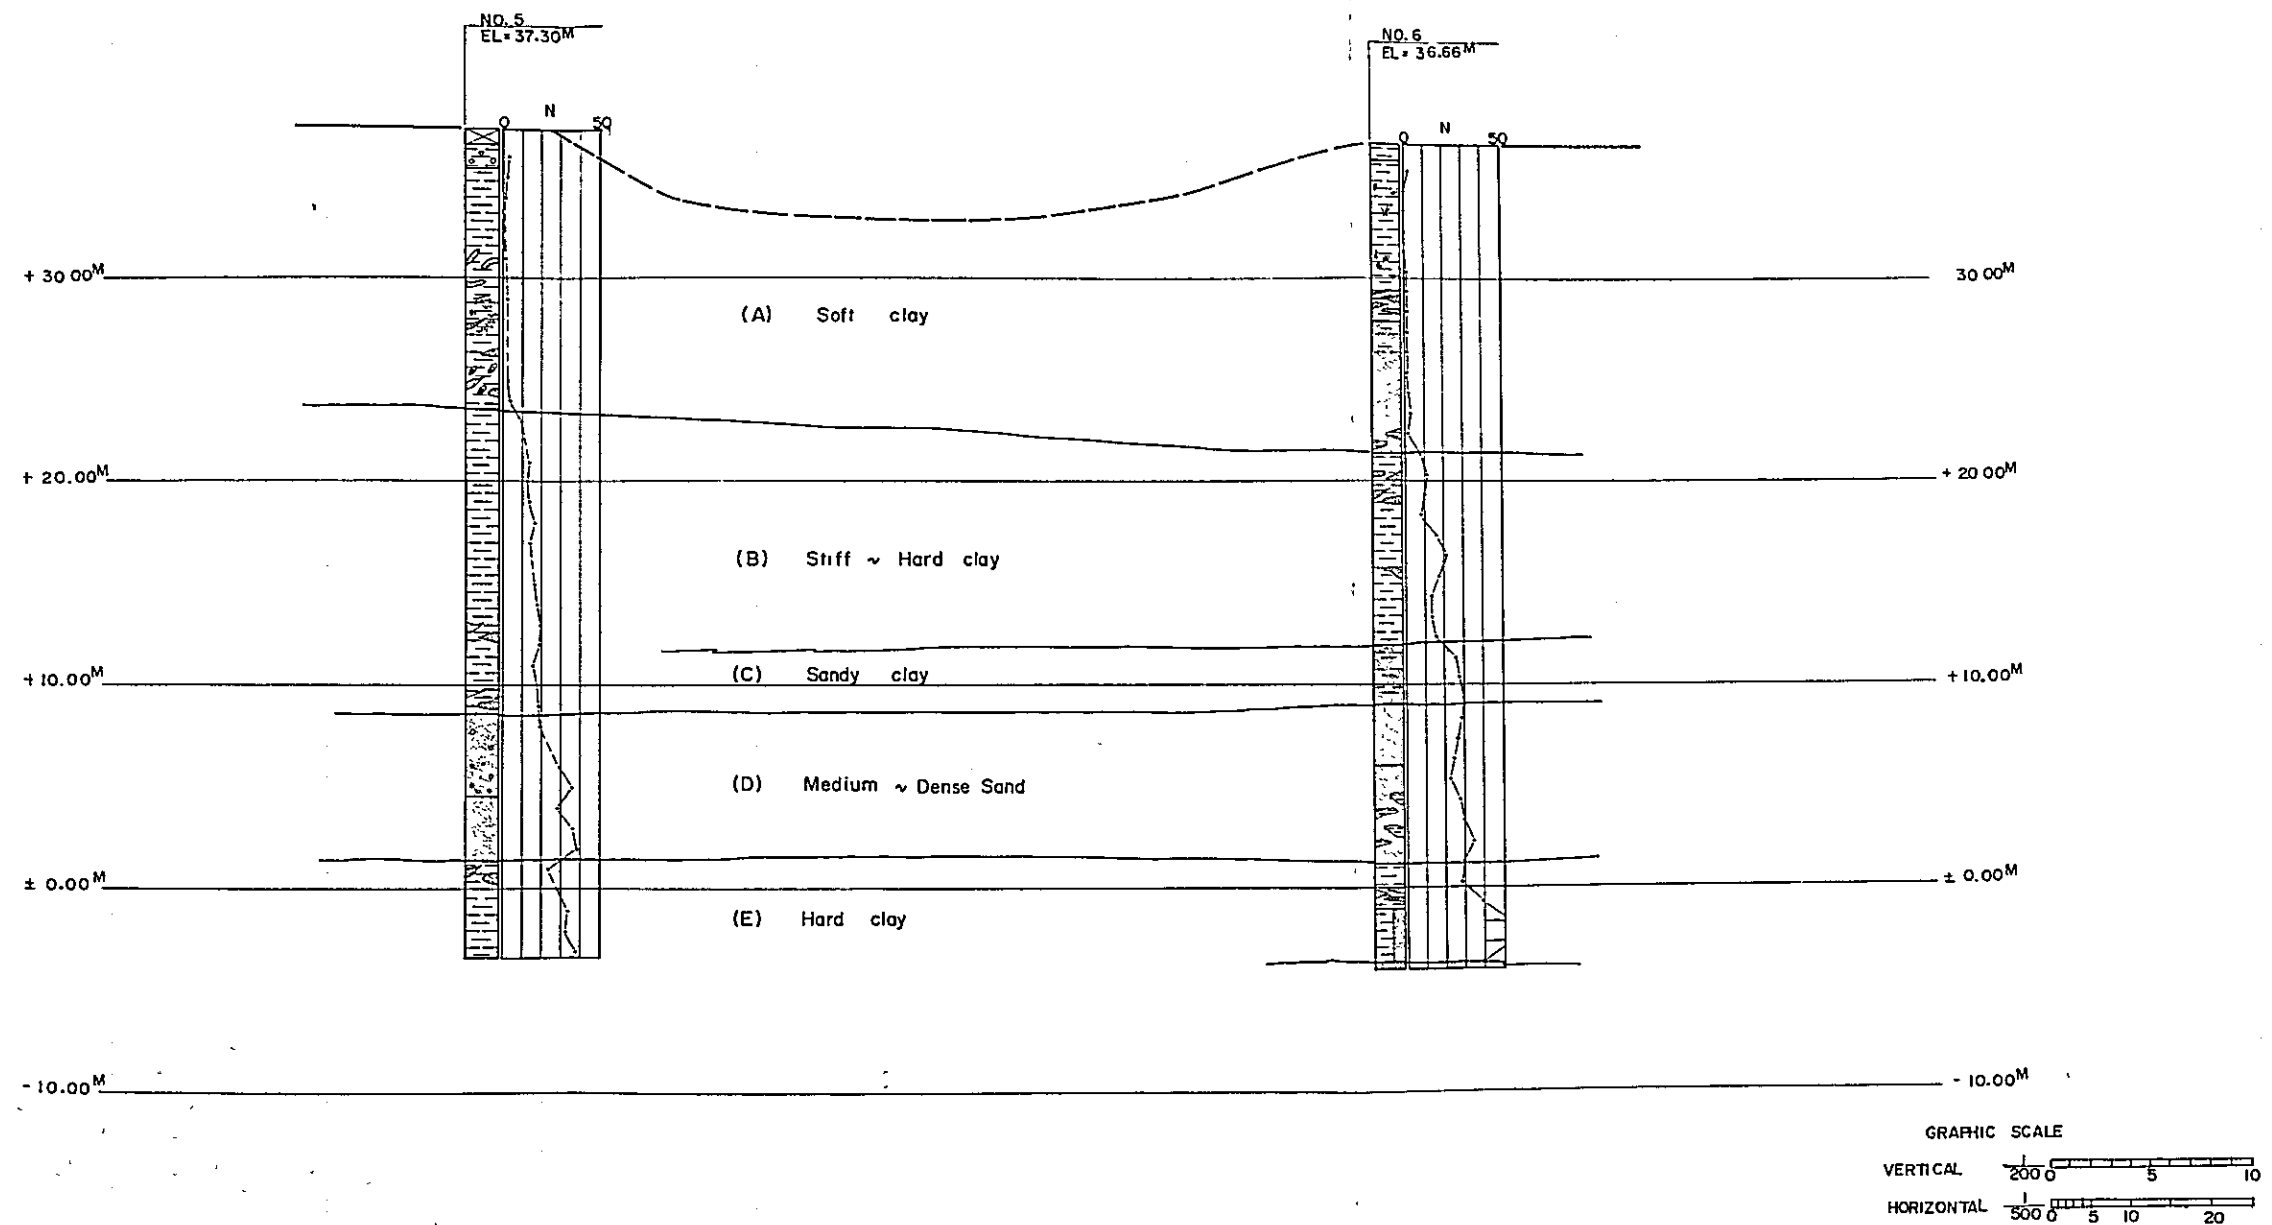 NO. 5
EL= 37.30M
NO. 6
EL= 36.66M
0 N 50
0 N 50
+ 30 00M
30 00M
(A) Soft clay
+ 20.00M
+ 20 00M
(B) Stiff ~ Hard clay
(C) Sandy clay
+ 10.00M
+ 10.00M
(D) Medium ~ Dense Sand
± 0.00M
± 0.00M
(E) Hard clay
- 10.00M
- 10.00M
GRAPHIC SCALE
VERTICAL 1/200 0 5 10
HORIZONTAL 1/500 0 5 10 20